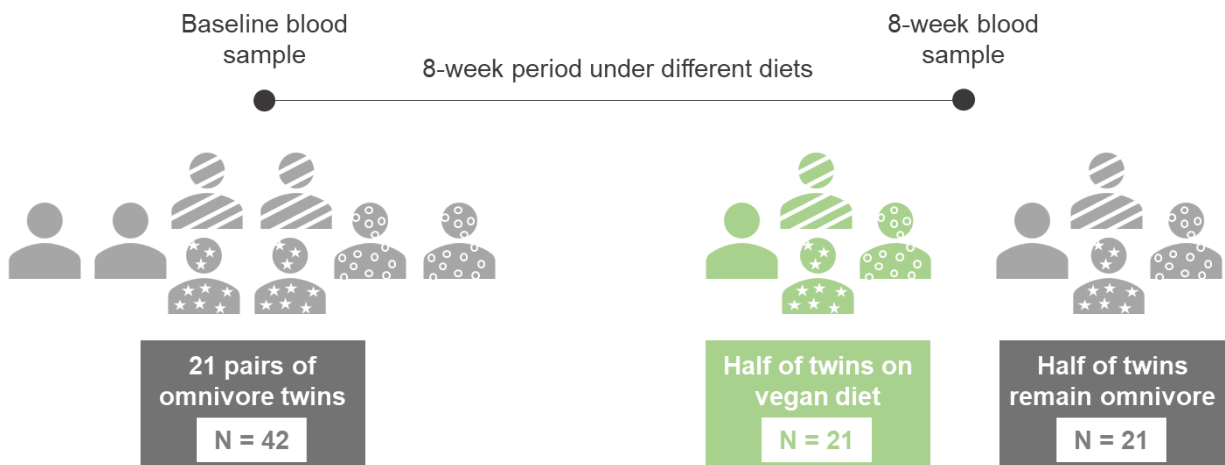 Baseline blood
sample
8-week period under different diets
8-week blood
sample
21 pairs of
omnivore twins
N = 42
Half of twins on
vegan diet
N = 21
Half of twins
remain omnivore
N = 21